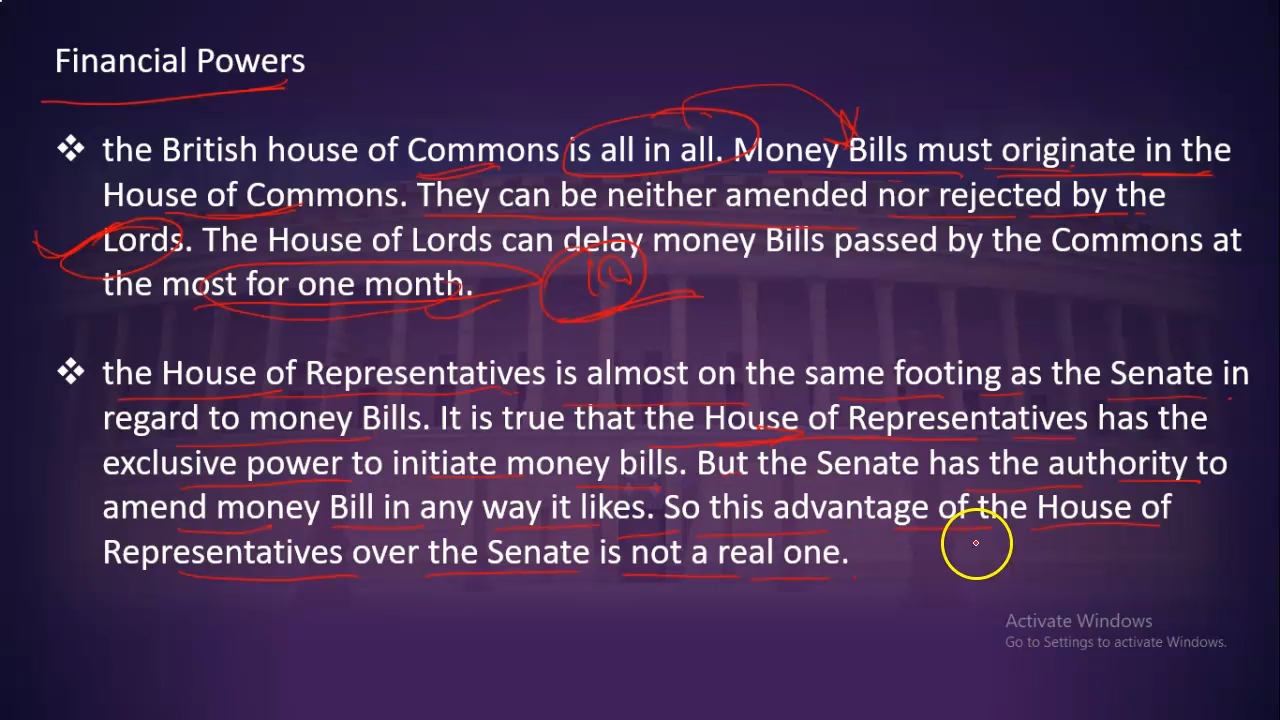 Financial Powers
❖ the British house of Commons is all in all. Money Bills must originate in the
House of Commons. They can be neither amended nor rejected by the
Lords. The House of Lords can delay money Bills passed by the Commons at
the most for one month.
❖ the House of Representatives is almost on the same footing as the Senate in
regard to money Bills. It is true that the House of Representatives has the
exclusive power to initiate money bills. But the Senate has the authority to
amend money Bill in any way it likes. So this advantage of the House of
Representatives over the Senate is not a real one.
Activate Windows
Go to Settings to activate Windows.